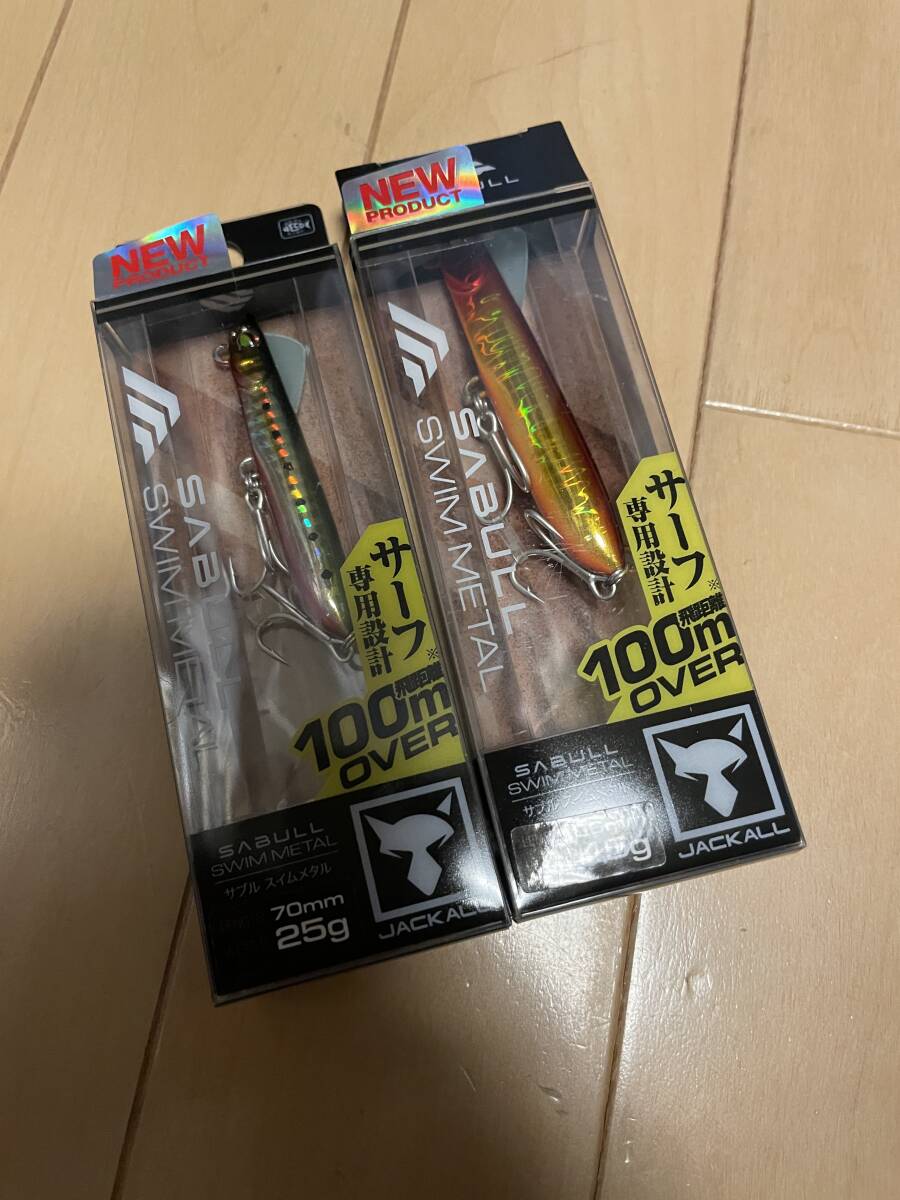 NEW
PRODUCT
SABULL
SWIM METAL
サーフ
専用設計
※
飛距離
100m
OVER
SABULL
SWIM METAL
サブル スイムメタル
70mm
25g
JACKALL
NEW
PRODUCT
SABULL
SWIM METAL
サーフ
専用設計
※
飛距離
100m
OVER
SABULL
SWIM METAL
JACKALL